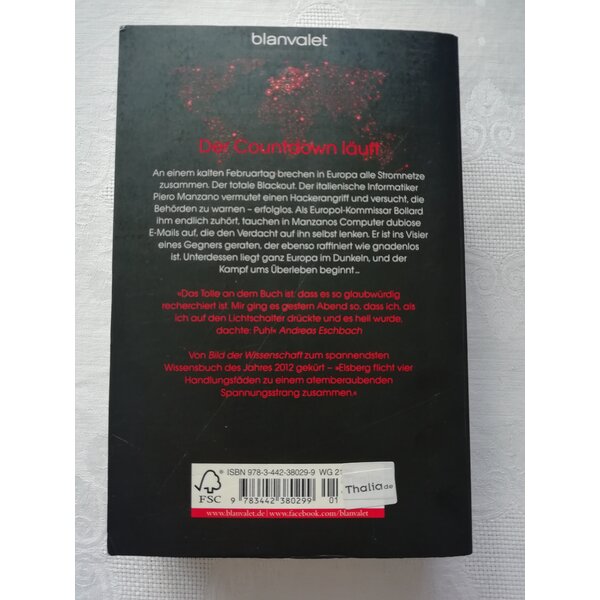 blanvalet
Der Countdown läuft
An einem kalten Februartag brechen in Europa alle Stromnetze
zusammen. Der totale Blackout. Der italienische Informatiker
Piero Manzano vermutet einen Hackerangriff und versucht, die
Behörden zu warnen – erfolglos. Als Europol-Kommissar Bollard
ihm endlich zuhört, tauchen in Manzanos Computer dubiose
E-Mails auf, die den Verdacht auf ihn selbst lenken. Er ist ins Visier
eines Gegners geraten, der ebenso raffiniert wie gnadenlos
ist. Unterdessen liegt ganz Europa im Dunkeln, und der
Kampf ums Überleben beginnt ...
»Das Tolle an dem Buch ist, dass es so glaubwürdig
recherchiert ist. Mir ging es gestern Abend so, dass ich, als
ich auf den Lichtschalter drückte und es hell wurde,
dachte: Puh!« Andreas Eschbach
Von Bild der Wissenschaft zum spannendsten
Wissensbuch des Jahres 2012 gekürt – »Elsberg flicht vier
Handlungsfäden zu einem atemberaubenden
Spannungsstrang zusammen.«
ISBN 978-3-442-38029-9 WG 21
FSC
9 783442 380299 01
Thalia.de
www.blanvalet.de | www.facebook.com/blanvalet